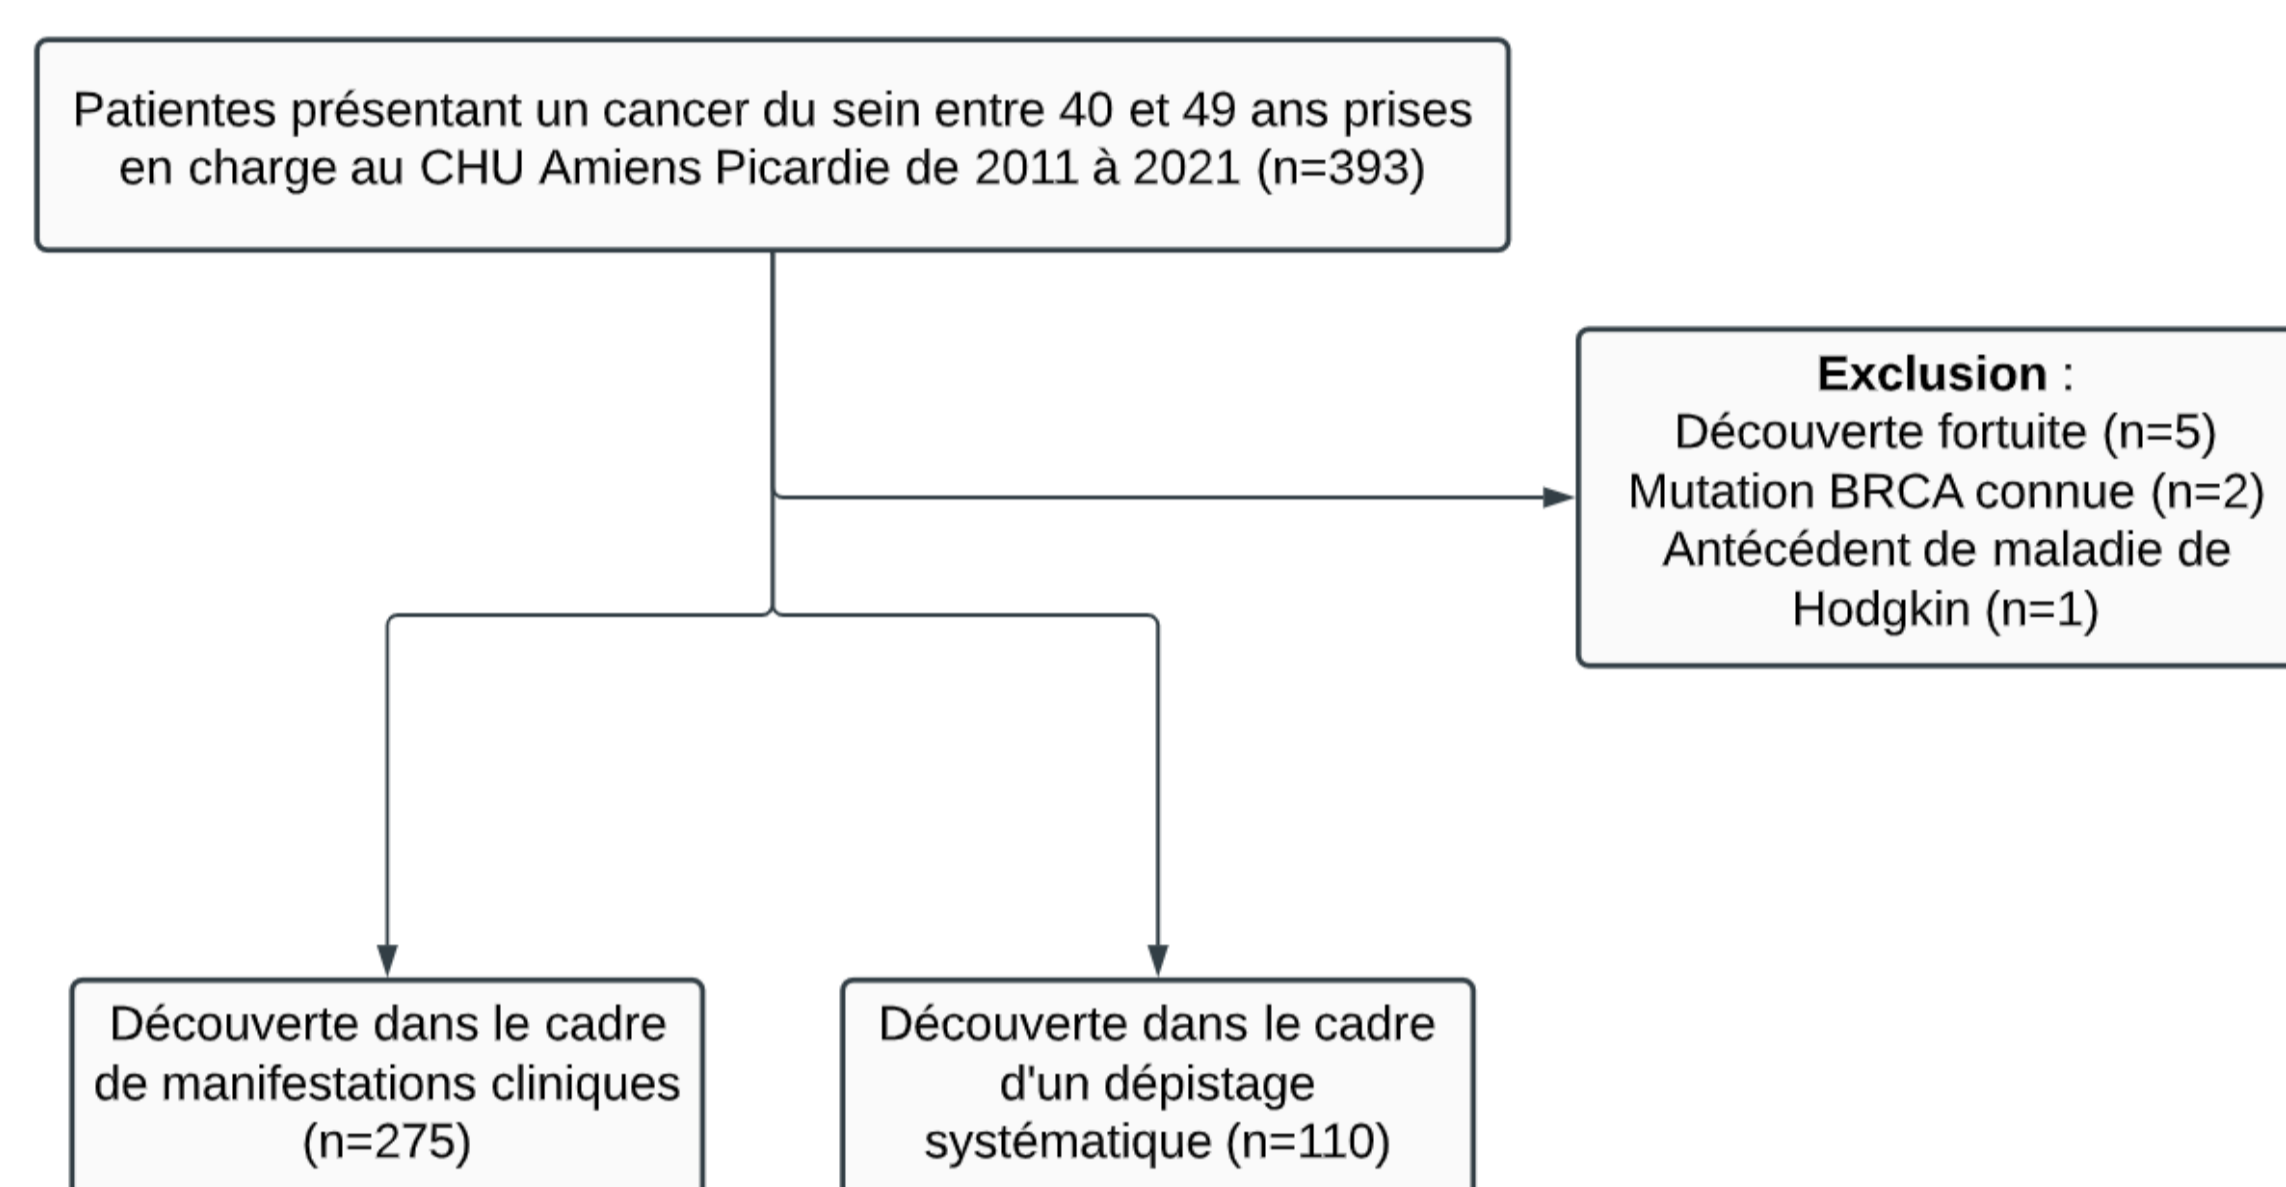 Patientes présentant un cancer du sein entre 40 et 49 ans prises
en charge au CHU Amiens Picardie de 2011 à 2021 (n=393)
Exclusion :
Découverte fortuite (n=5)
Mutation BRCA connue (n=2)
Antécédent de maladie de
Hodgkin (n=1)
Découverte dans le cadre
de manifestations cliniques
(n=275)
Découverte dans le cadre
d'un dépistage
systématique (n=110)